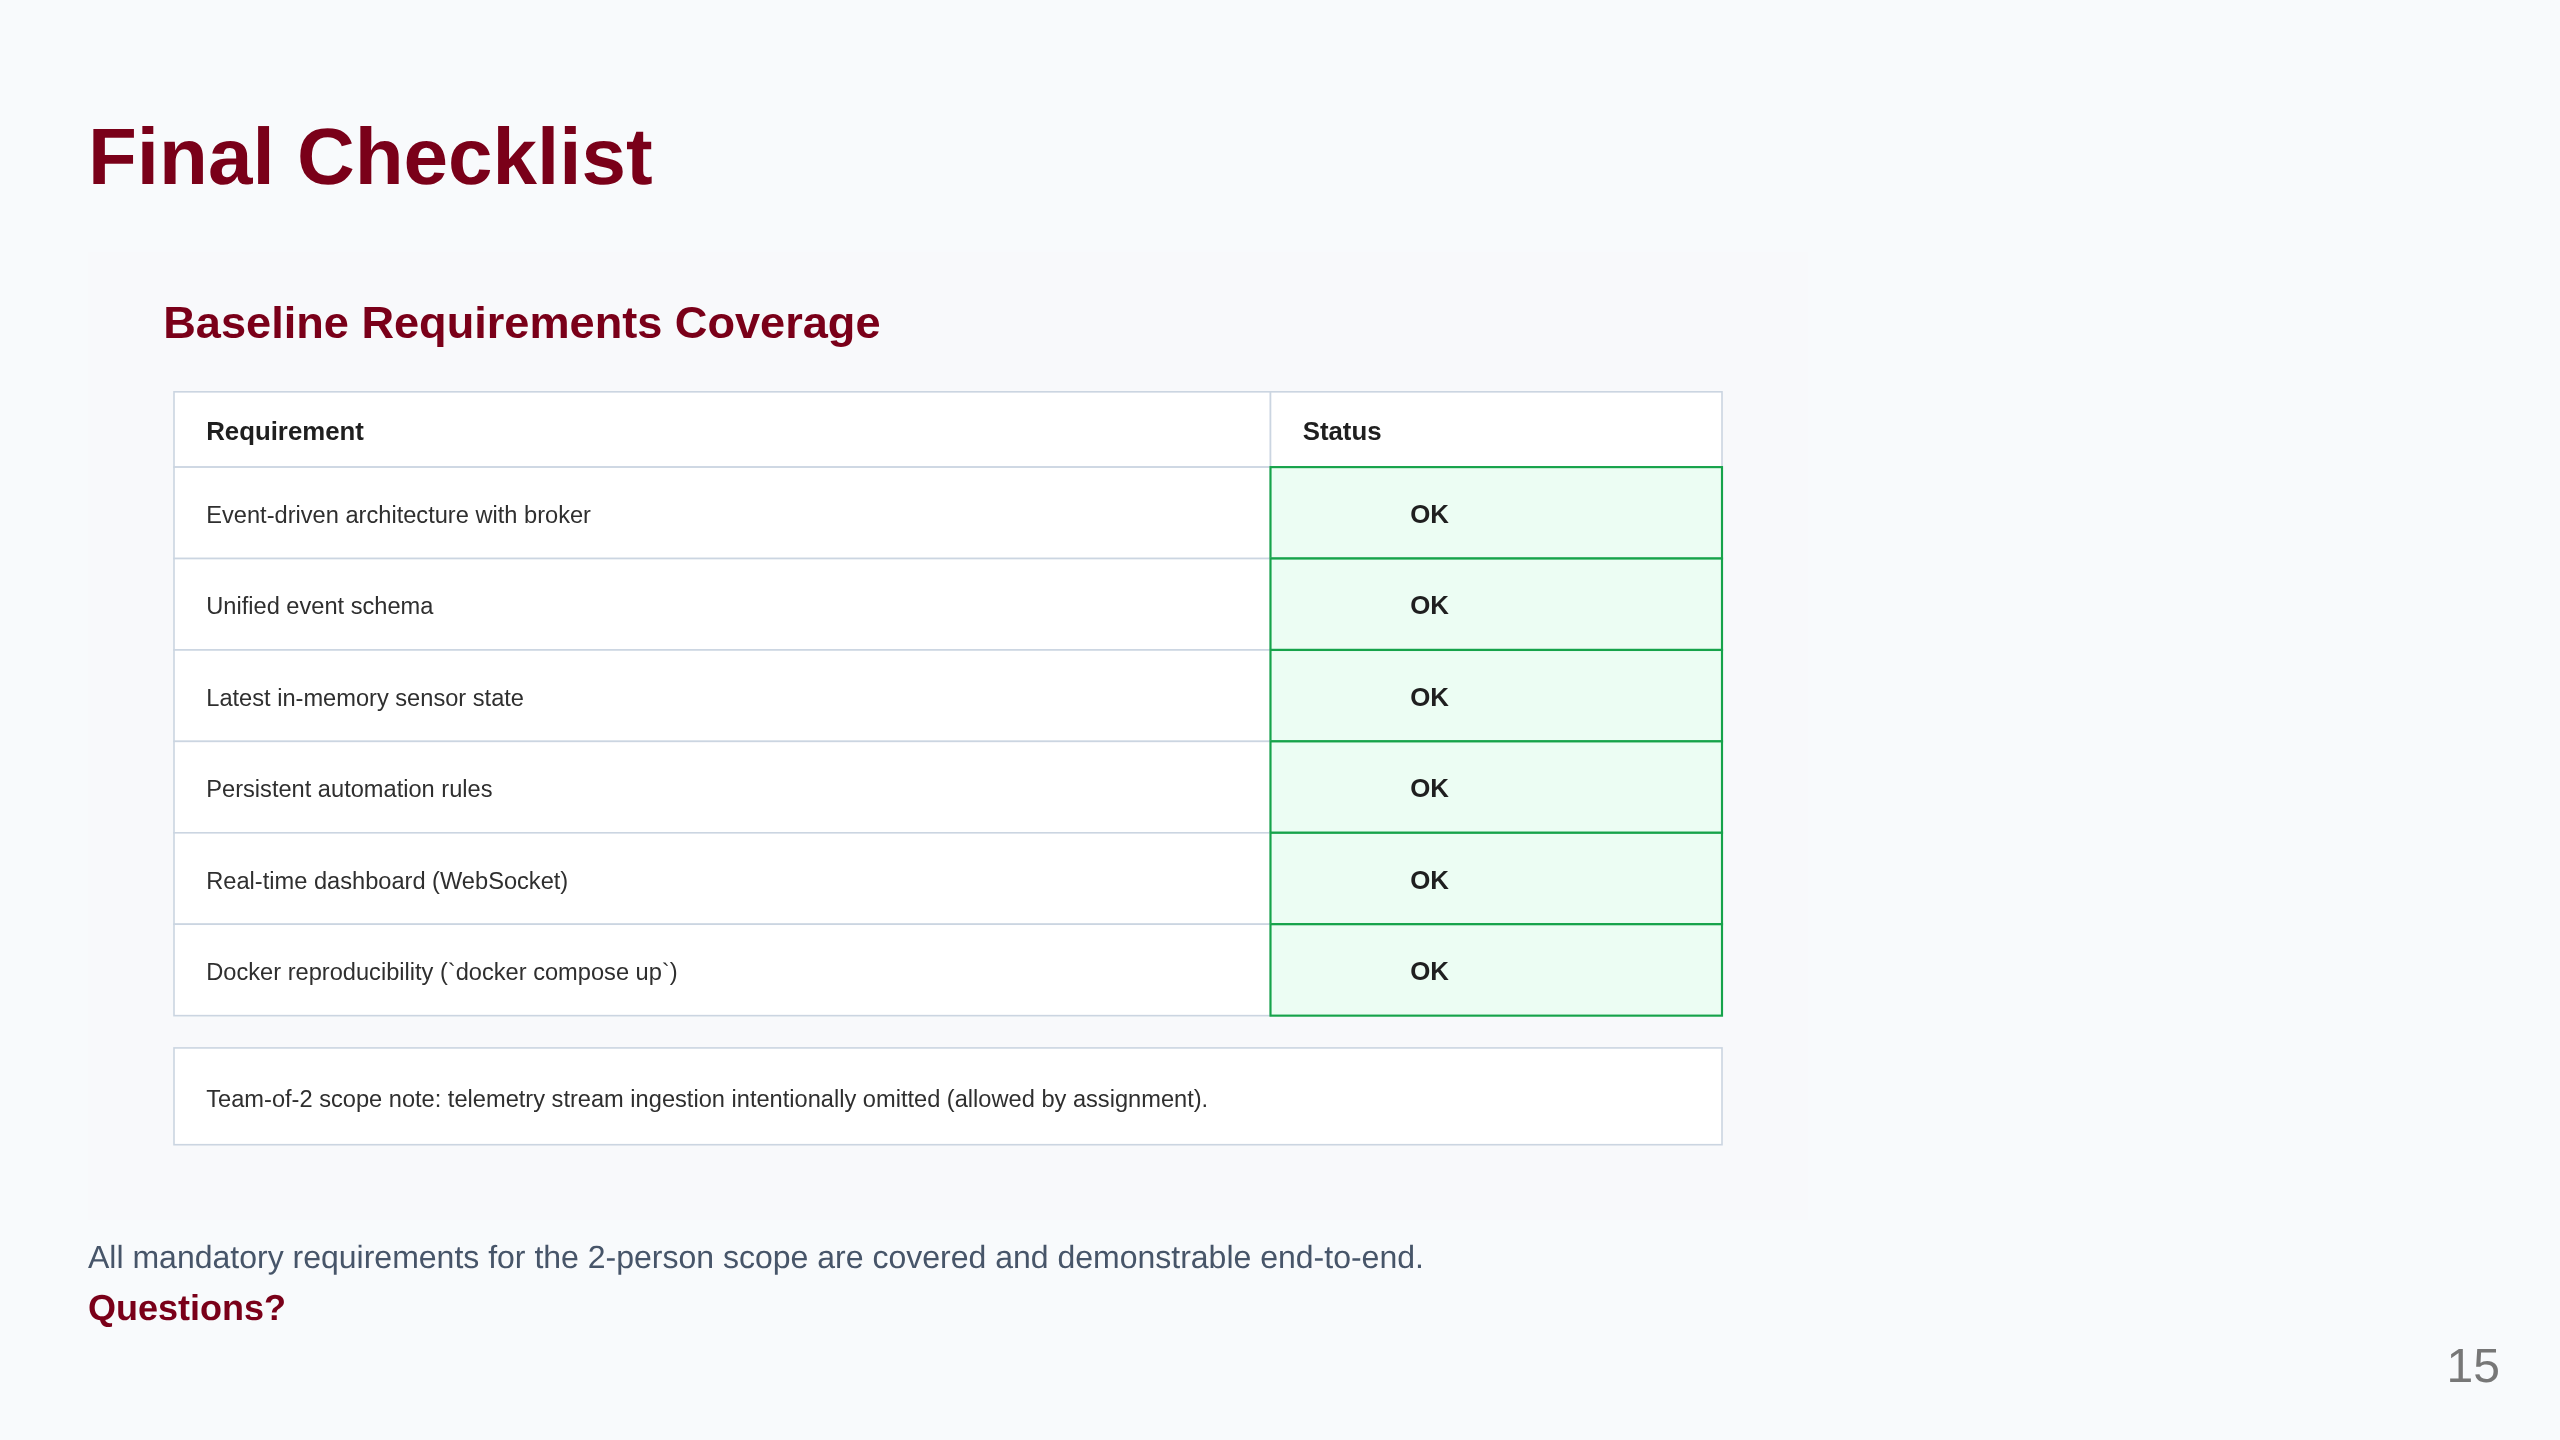 Final Checklist
Baseline Requirements Coverage
Requirement Status
Event-driven architecture with broker OK
Unified event schema OK
Latest in-memory sensor state OK
Persistent automation rules OK
Real-time dashboard (WebSocket) OK
Docker reproducibility (`docker compose up`) OK
Team-of-2 scope note: telemetry stream ingestion intentionally omitted (allowed by assignment).
All mandatory requirements for the 2-person scope are covered and demonstrable end-to-end.
Questions?
15